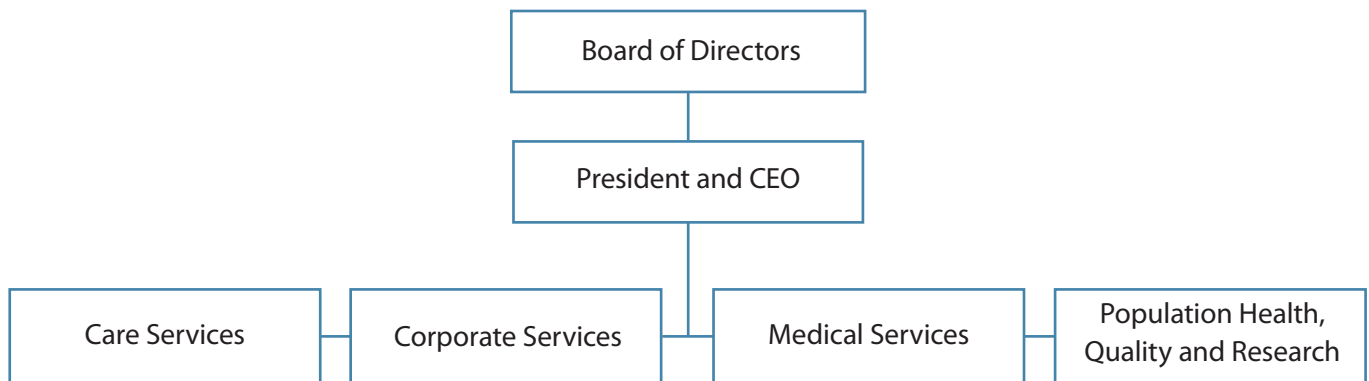 Board of Directors
President and CEO
Care Services
Corporate Services
Medical Services
Population Health,
Quality and Research